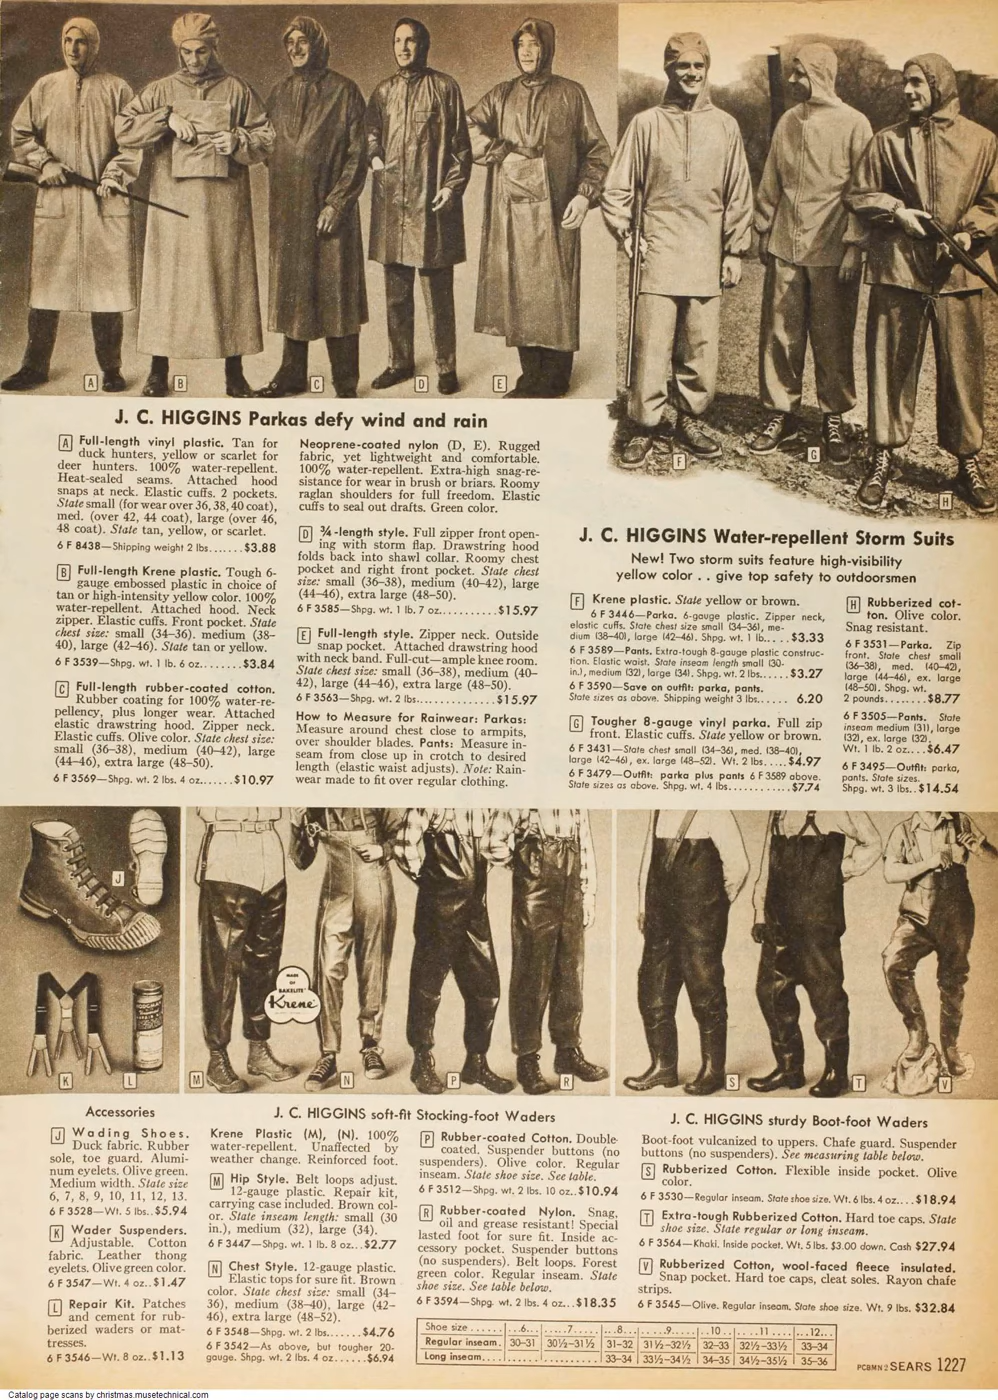 A
B
C
D
E
F
G
H
J. C. HIGGINS Parkas defy wind and rain
A Full-length vinyl plastic. Tan for
duck hunters, yellow or scarlet for
deer hunters. 100% water-repellent.
Heat-sealed seams. Attached hood
snaps at neck. Elastic cuffs. 2 pockets.
State small (for wear over 36, 38, 40 coat),
med. (over 42, 44 coat), large (over 46,
48 coat). State tan, yellow, or scarlet.
6 F 8438—Shipping weight 2 lbs.......$3.88
B Full-length Krene plastic. Tough 6-
gauge embossed plastic in choice of
tan or high-intensity yellow color. 100%
water-repellent. Attached hood. Neck
zipper. Elastic cuffs. Front pocket. State
chest size: small (34–36). medium (38–
40), large (42–46). State tan or yellow.
6 F 3539—Shpg. wt. 1 lb. 6 oz.......$3.84
C Full-length rubber-coated cotton.
Rubber coating for 100% water-re-
pellency, plus longer wear. Attached
elastic drawstring hood. Zipper neck.
Elastic cuffs. Olive color. State chest size:
small (36–38), medium (40–42), large
(44–46), extra large (48–50).
6 F 3569—Shpg. wt. 2 lbs. 4 oz......$10.97
Neoprene-coated nylon (D, E). Rugged
fabric, yet lightweight and comfortable.
100% water-repellent. Extra-high snag-re-
sistance for wear in brush or briars. Roomy
raglan shoulders for full freedom. Elastic
cuffs to seal out drafts. Green color.
D ¾-length style. Full zipper front open-
ing with storm flap. Drawstring hood
folds back into shawl collar. Roomy chest
pocket and right front pocket. State chest
size: small (36–38), medium (40–42), large
(44–46), extra large (48–50).
6 F 3585—Shpg. wt. 1 lb. 7 oz..........$15.97
E Full-length style. Zipper neck. Outside
snap pocket. Attached drawstring hood
with neck band. Full-cut—ample knee room.
State chest size: small (36–38), medium (40–
42), large (44–46), extra large (48–50).
6 F 3563—Shpg. wt. 2 lbs..............$15.97
How to Measure for Rainwear: Parkas:
Measure around chest close to armpits,
over shoulder blades. Pants: Measure in-
seam from close up in crotch to desired
length (elastic waist adjusts). Note: Rain-
wear made to fit over regular clothing.
J. C. HIGGINS Water-repellent Storm Suits
New! Two storm suits feature high-visibility
yellow color . . give top safety to outdoorsmen
F Krene plastic. State yellow or brown.
6 F 3446—Parka. 6-gauge plastic. Zipper neck,
elastic cuffs. State chest size small (34–36), me-
dium (38–40), large (42–46). Shpg. wt. 1 lb.....$3.33
6 F 3589—Pants. Extra-tough 8-gauge plastic construc-
tion. Elastic waist. State inseam length small (30-
in.), medium (32), large (34). Shpg. wt. 2 lbs......$3.27
6 F 3590—Save on outfit: parka, pants.
State sizes as above. Shipping weight 3 lbs...... 6.20
G Tougher 8-gauge vinyl parka. Full zip
front. Elastic cuffs. State yellow or brown.
6 F 3431—State chest small (34–36), med. (38–40),
large (42–46), ex. large (48–52). Wt. 2 lbs.....$4.97
6 F 3479—Outfit: parka plus pants 6 F 3589 above.
State sizes as above. Shpg. wt. 4 lbs............$7.74
H Rubberized cot-
ton. Olive color.
Snag resistant.
6 F 3531—Parka. Zip
front. State chest small
(36–38), med. (40–42),
large (44–46), ex. large
(48–50). Shpg. wt.
2 pounds........$8.77
6 F 3505—Pants. State
inseam medium (31), large
(32), ex. large (32).
Wt. 1 lb. 2 oz...$6.47
6 F 3495—Outfit: parka,
pants. State sizes.
Shpg. wt. 3 lbs..$14.54
J
K
L
M
N
MADE
OF
BAKELITE
Krene
P
R
S
T
V
Accessories
J Wading Shoes.
Duck fabric. Rubber
sole, toe guard. Alumi-
num eyelets. Olive green.
Medium width. State size
6, 7, 8, 9, 10, 11, 12, 13.
6 F 3528—Wt. 5 lbs..$5.94
K Wader Suspenders.
Adjustable. Cotton
fabric. Leather thong
eyelets. Olive green color.
6 F 3547—Wt. 4 oz..$1.47
L Repair Kit. Patches
and cement for rub-
berized waders or mat-
tresses.
6 F 3546—Wt. 8 oz..$1.13
J. C. HIGGINS soft-fit Stocking-foot Waders
Krene Plastic (M), (N). 100%
water-repellent. Unaffected by
weather change. Reinforced foot.
M Hip Style. Belt loops adjust.
12-gauge plastic. Repair kit,
carrying case included. Brown col-
or. State inseam length: small (30
in.), medium (32), large (34).
6 F 3447—Shpg. wt. 1 lb. 8 oz...$2.77
N Chest Style. 12-gauge plastic.
Elastic tops for sure fit. Brown
color. State chest size: small (34–
36), medium (38–40), large (42–
46), extra large (48–52).
6 F 3548—Shpg. wt. 2 lbs.......$4.76
6 F 3542—As above, but tougher 20-
gauge. Shpg. wt. 2 lbs. 4 oz......$6.94
P Rubber-coated Cotton. Double-
coated. Suspender buttons (no
suspenders). Olive color. Regular
inseam. State shoe size. See table.
6 F 3512—Shpg. wt. 2 lbs. 10 oz..$10.94
R Rubber-coated Nylon. Snag,
oil and grease resistant! Special
lasted foot for sure fit. Inside ac-
cessory pocket. Suspender buttons
(no suspenders). Belt loops. Forest
green color. Regular inseam. State
shoe size. See table below.
6 F 3594—Shpg. wt. 2 lbs. 4 oz...$18.35
J. C. HIGGINS sturdy Boot-foot Waders
Boot-foot vulcanized to uppers. Chafe guard. Suspender
buttons (no suspenders). See measuring table below.
S Rubberized Cotton. Flexible inside pocket. Olive
color.
6 F 3530—Regular inseam. State shoe size. Wt. 6 lbs. 4 oz....$18.94
T Extra-tough Rubberized Cotton. Hard toe caps. State
shoe size. State regular or long inseam.
6 F 3564—Khaki. Inside pocket. Wt. 5 lbs. $3.00 down. Cash $27.94
V Rubberized Cotton, wool-faced fleece insulated.
Snap pocket. Hard toe caps, cleat soles. Rayon chafe
strips.
6 F 3545—Olive. Regular inseam. State shoe size. Wt. 9 lbs. $32.84
Shoe size ...... ...6... ....7.... ...8... ....9.... ..10.. ...11... ..12...
Regular inseam. 30–31 30½–31½ 31–32 31½–32½ 32–33 32½–33½ 33–34
Long inseam.... 33–34 33½–34½ 34–35 34½–35½ 35–36
PCBMN 2 SEARS 1227
Catalog page scans by christmas.musetechnical.com